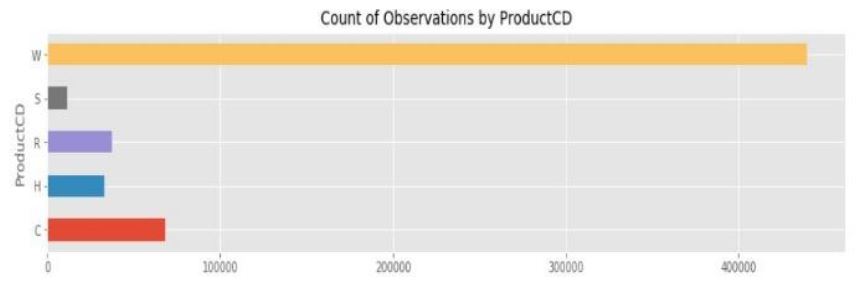 Count of Observations by ProductCD
ProductCD
W
S
R
H
C
0 100000 200000 300000 400000